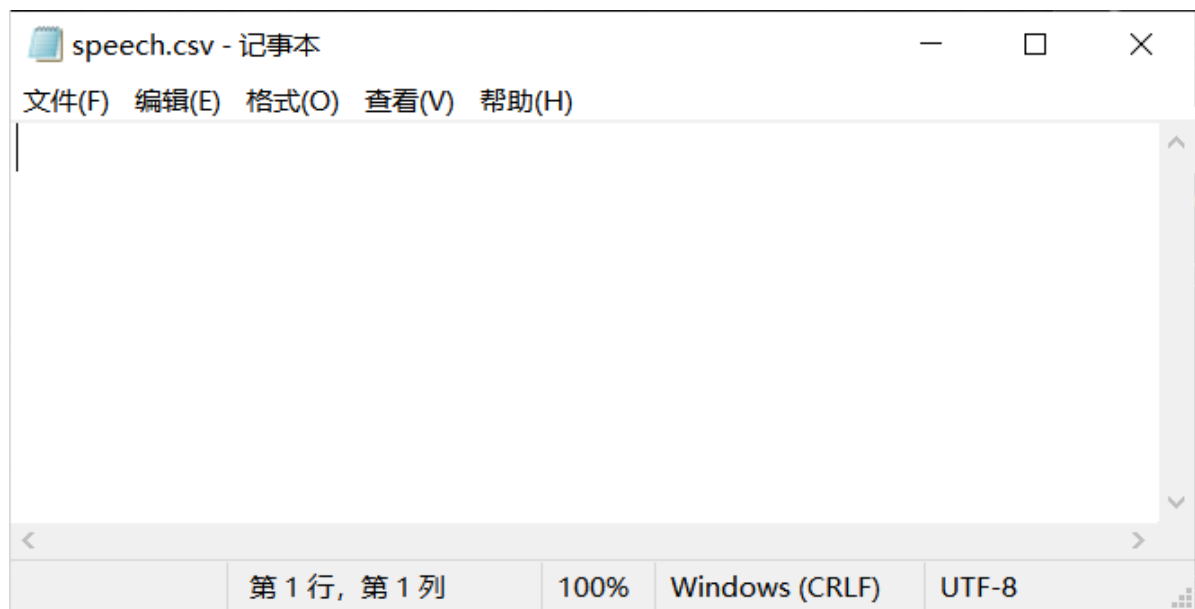 speech.csv - 记事本
文件(F) 编辑(E) 格式(O) 查看(V) 帮助(H)
第 1 行，第 1 列 100% Windows (CRLF) UTF-8